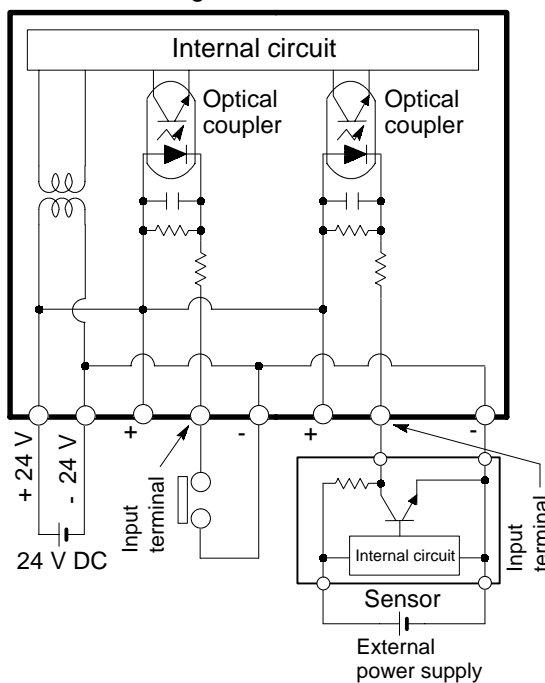 Internal circuit
Optical
coupler
Optical
coupler
+ 24 V
- 24 V
+
-
+
-
24 V DC
Input
terminal
Input
terminal
Internal circuit
Sensor
External
power supply